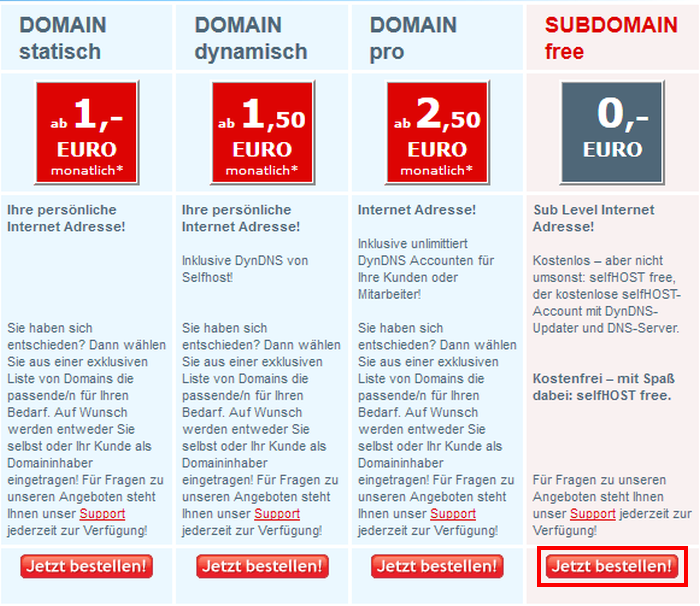 DOMAIN
statisch
ab 1,-
EURO
monatlich*
Ihre persönliche
Internet Adresse!
Sie haben sich
entschieden? Dann wählen
Sie aus einer exklusiven
Liste von Domains die
passende/n für Ihren
Bedarf. Auf Wunsch
werden entweder Sie
selbst oder Ihr Kunde als
Domaininhaber
eingetragen! Für Fragen zu
unseren Angeboten steht
Ihnen unser Support
jederzeit zur Verfügung!
Jetzt bestellen!
DOMAIN
dynamisch
ab 1,50
EURO
monatlich*
Ihre persönliche
Internet Adresse!
Inklusive DynDNS von
Selfhost!
Sie haben sich
entschieden? Dann wählen
Sie aus einer exklusiven
Liste von Domains die
passende/n für Ihren
Bedarf. Auf Wunsch
werden entweder Sie
selbst oder Ihr Kunde als
Domaininhaber
eingetragen! Für Fragen zu
unseren Angeboten steht
Ihnen unser Support
jederzeit zur Verfügung!
Jetzt bestellen!
DOMAIN
pro
ab 2,50
EURO
monatlich*
Internet Adresse!
Inklusive unlimittiert
DynDNS Accounten für
Ihre Kunden oder
Mitarbeiter!
Sie haben sich
entschieden? Dann wählen
Sie aus einer exklusiven
Liste von Domains die
passende/n für Ihren
Bedarf. Auf Wunsch
werden entweder Sie
selbst oder Ihr Kunde als
Domaininhaber
eingetragen! Für Fragen zu
unseren Angeboten steht
Ihnen unser Support
jederzeit zur Verfügung!
Jetzt bestellen!
SUBDOMAIN
free
0,-
EURO
Sub Level Internet
Adresse!
Kostenlos – aber nicht
umsonst: selfHOST free,
der kostenlose selfHOST-
Account mit DynDNS-
Updater und DNS-Server.
Kostenfrei – mit Spaß
dabei: selfHOST free.
Für Fragen zu unseren
Angeboten steht Ihnen
unser Support jederzeit zur
Verfügung!
Jetzt bestellen!